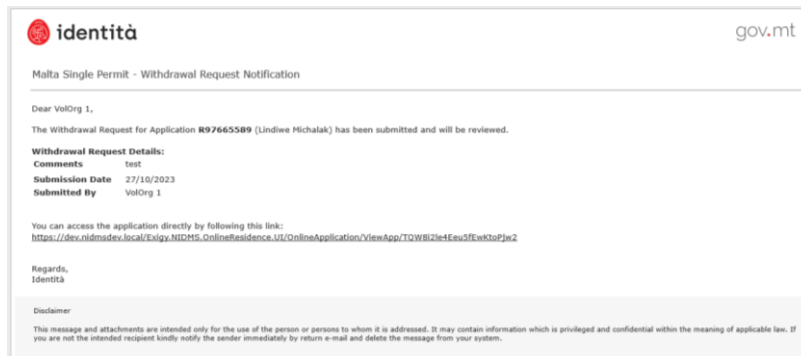 identità
gov.mt
Malta Single Permit - Withdrawal Request Notification
Dear VolOrg 1,
The Withdrawal Request for Application R97665589 (Lindiwe Michalak) has been submitted and will be reviewed.
Withdrawal Request Details:
Comments test
Submission Date 27/10/2023
Submitted By VolOrg 1
You can access the application directly by following this link:
https://dev.nidmsdev.local/Exigy.NIDMS.OnlineResidence.UI/OnlineApplication/ViewApp/TQW8i2le4Eeu5fEwKtoPJw2
Regards,
Identità
Disclaimer
This message and attachments are intended only for the use of the person or persons to whom it is addressed. It may contain information which is privileged and confidential within the meaning of applicable law. If
you are not the intended recipient kindly notify the sender immediately by return e-mail and delete the message from your system.